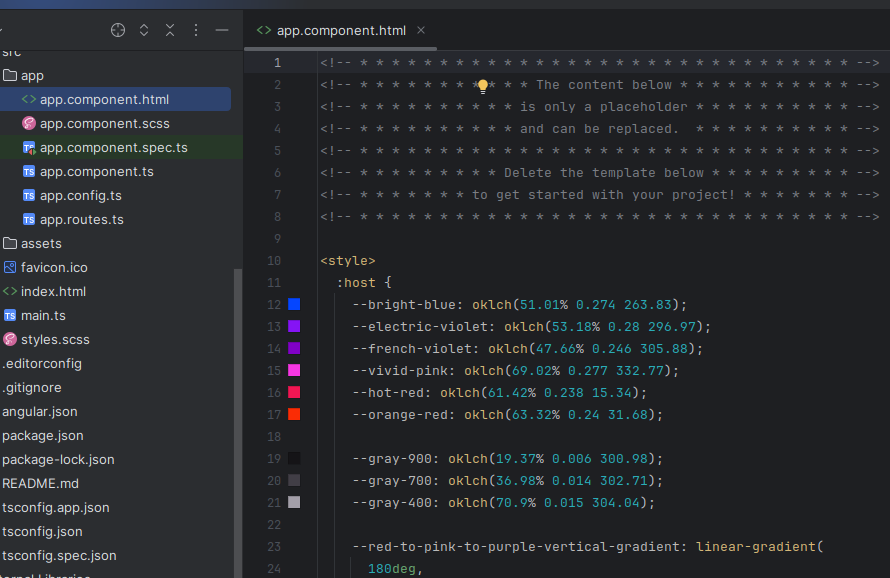 src
app
app.component.html
app.component.scss
app.component.spec.ts
app.component.ts
app.config.ts
app.routes.ts
assets
favicon.ico
index.html
main.ts
styles.scss
.editorconfig
.gitignore
angular.json
package.json
package-lock.json
README.md
tsconfig.app.json
tsconfig.json
tsconfig.spec.json
ternal Libraries
app.component.html
1 <!-- * * * * * * * * * * * * * * * * * * * * * * * * * * * * * * * -->
2 <!-- * * * * * * * * * * * The content below * * * * * * * * * * * -->
3 <!-- * * * * * * * * * * is only a placeholder * * * * * * * * * * -->
4 <!-- * * * * * * * * * * and can be replaced.  * * * * * * * * * * -->
5 <!-- * * * * * * * * * * * * * * * * * * * * * * * * * * * * * * * -->
6 <!-- * * * * * * * * * Delete the template below * * * * * * * * * -->
7 <!-- * * * * * * * to get started with your project! * * * * * * * -->
8 <!-- * * * * * * * * * * * * * * * * * * * * * * * * * * * * * * * -->
9
10 <style>
11 :host {
12 --bright-blue: oklch(51.01% 0.274 263.83);
13 --electric-violet: oklch(53.18% 0.28 296.97);
14 --french-violet: oklch(47.66% 0.246 305.88);
15 --vivid-pink: oklch(69.02% 0.277 332.77);
16 --hot-red: oklch(61.42% 0.238 15.34);
17 --orange-red: oklch(63.32% 0.24 31.68);
18
19 --gray-900: oklch(19.37% 0.006 300.98);
20 --gray-700: oklch(36.98% 0.014 302.71);
21 --gray-400: oklch(70.9% 0.015 304.04);
22
23 --red-to-pink-to-purple-vertical-gradient: linear-gradient(
24 180deg,